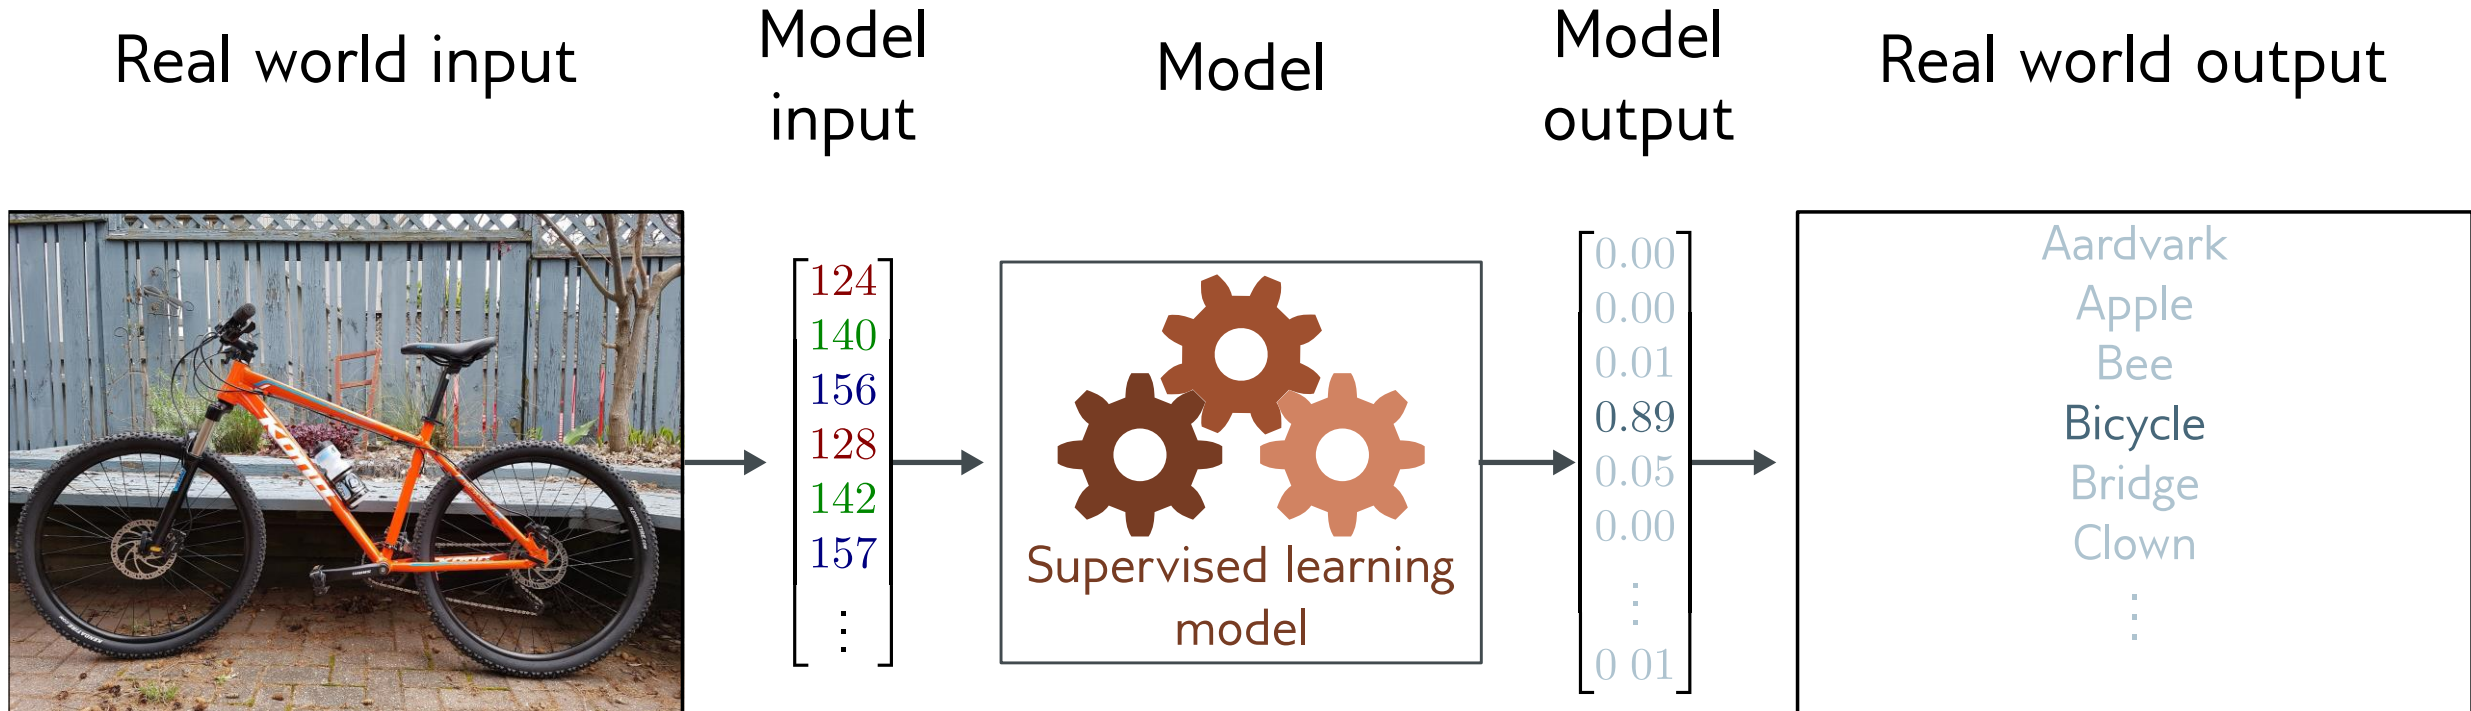 Real world input
Model
input
Model
Model
output
Real world output
KONA
124
140
156
128
142
157
⋮
Supervised learning
model
0.00
0.00
0.01
0.89
0.05
0.00
⋮
0 01
Aardvark
Apple
Bee
Bicycle
Bridge
Clown
⋮